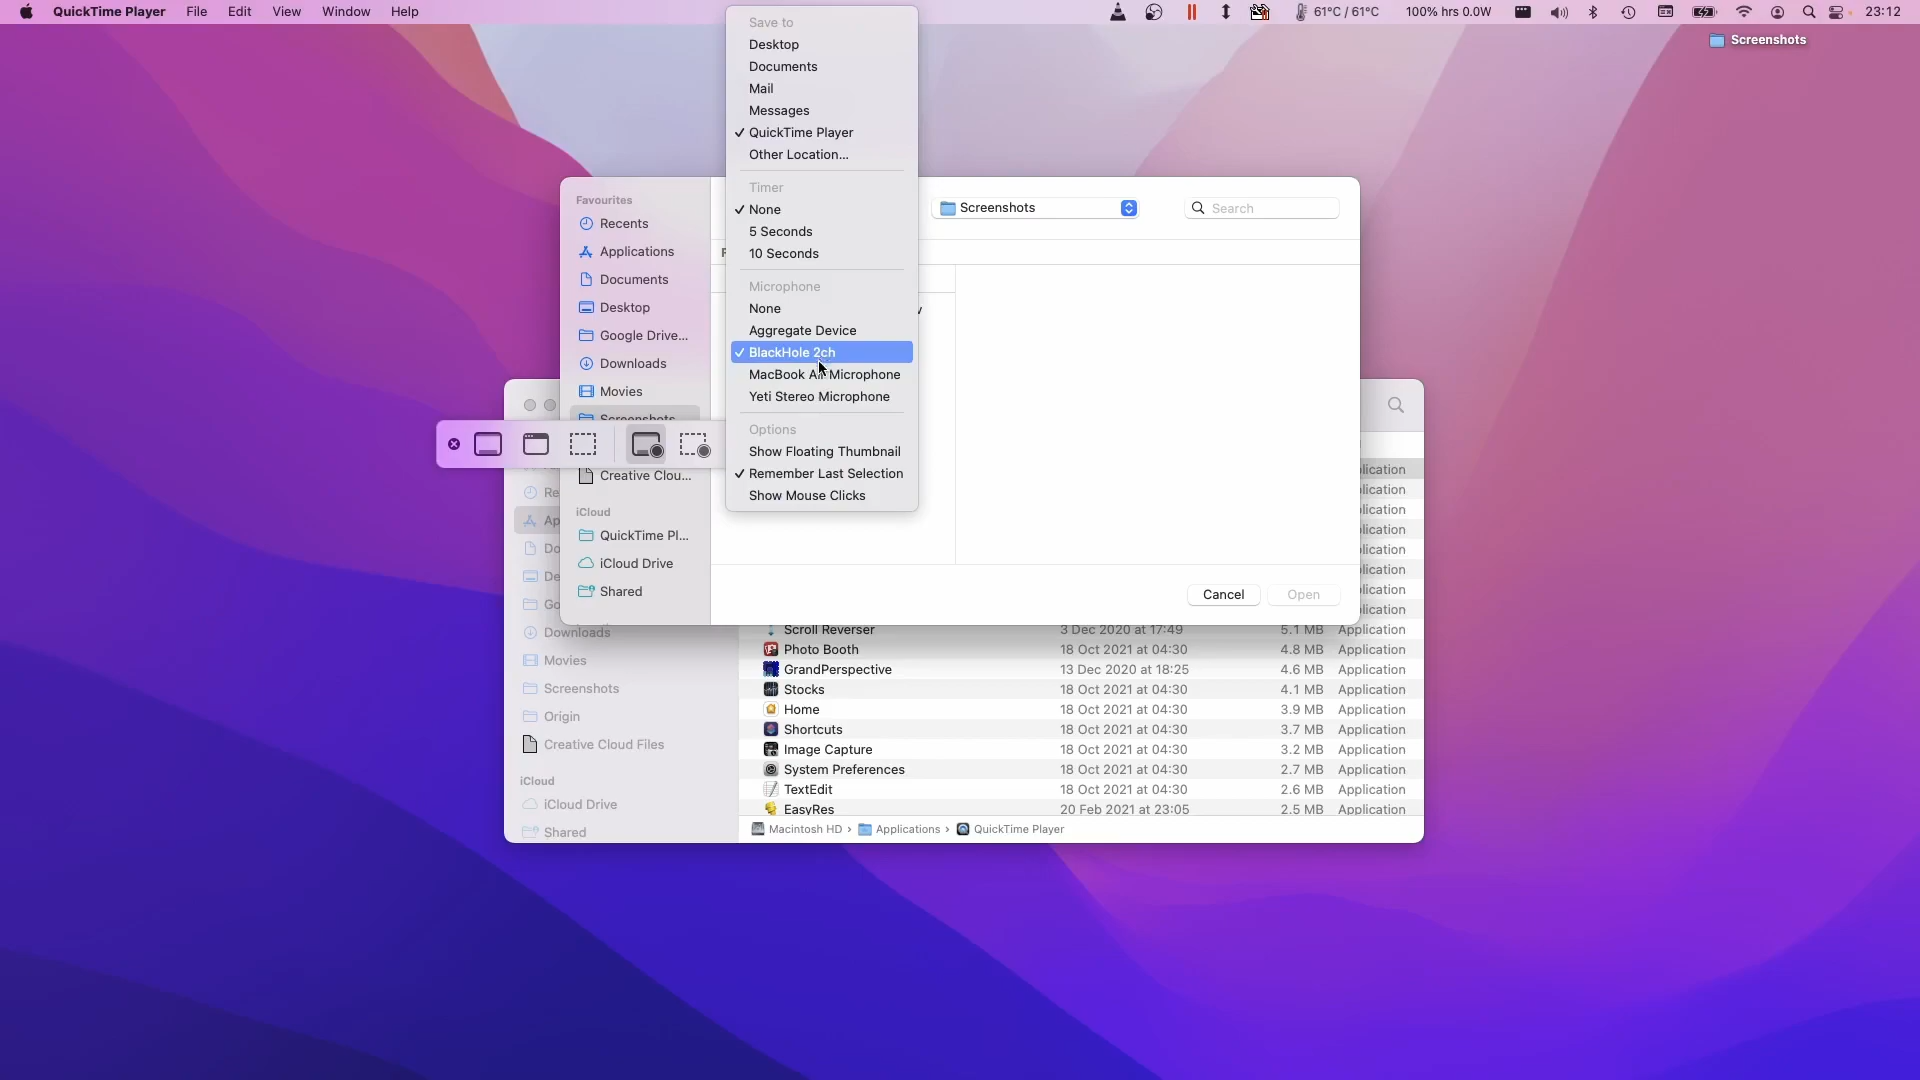 QuickTime Player File Edit View Window Help
61°C / 61°C 100% hrs 0.0W 23:12
Screenshots
Save to
Desktop
Documents
Mail
Messages
✓ QuickTime Player
Other Location...
Timer
✓ None
5 Seconds
10 Seconds
Microphone
None
Aggregate Device
✓ BlackHole 2ch
MacBook Air Microphone
Yeti Stereo Microphone
Options
Show Floating Thumbnail
✓ Remember Last Selection
Show Mouse Clicks
Screenshots
Search
Favourites
Recents
Applications
Documents
Desktop
Google Drive...
Downloads
Movies
Screenshots
Creative Clou...
iCloud
QuickTime Pl...
iCloud Drive
Shared
Cancel Open
Re
Ap
Do
De
Go
Downloads
Movies
Screenshots
Origin
Creative Cloud Files
iCloud
iCloud Drive
Shared
lication
lication
lication
lication
lication
lication
lication
lication
Scroll Reverser 3 Dec 2020 at 17:49 5.1 MB Application
Photo Booth 18 Oct 2021 at 04:30 4.8 MB Application
GrandPerspective 13 Dec 2020 at 18:25 4.6 MB Application
Stocks 18 Oct 2021 at 04:30 4.1 MB Application
Home 18 Oct 2021 at 04:30 3.9 MB Application
Shortcuts 18 Oct 2021 at 04:30 3.7 MB Application
Image Capture 18 Oct 2021 at 04:30 3.2 MB Application
System Preferences 18 Oct 2021 at 04:30 2.7 MB Application
TextEdit 18 Oct 2021 at 04:30 2.6 MB Application
EasyRes 20 Feb 2021 at 23:05 2.5 MB Application
Macintosh HD › Applications › QuickTime Player